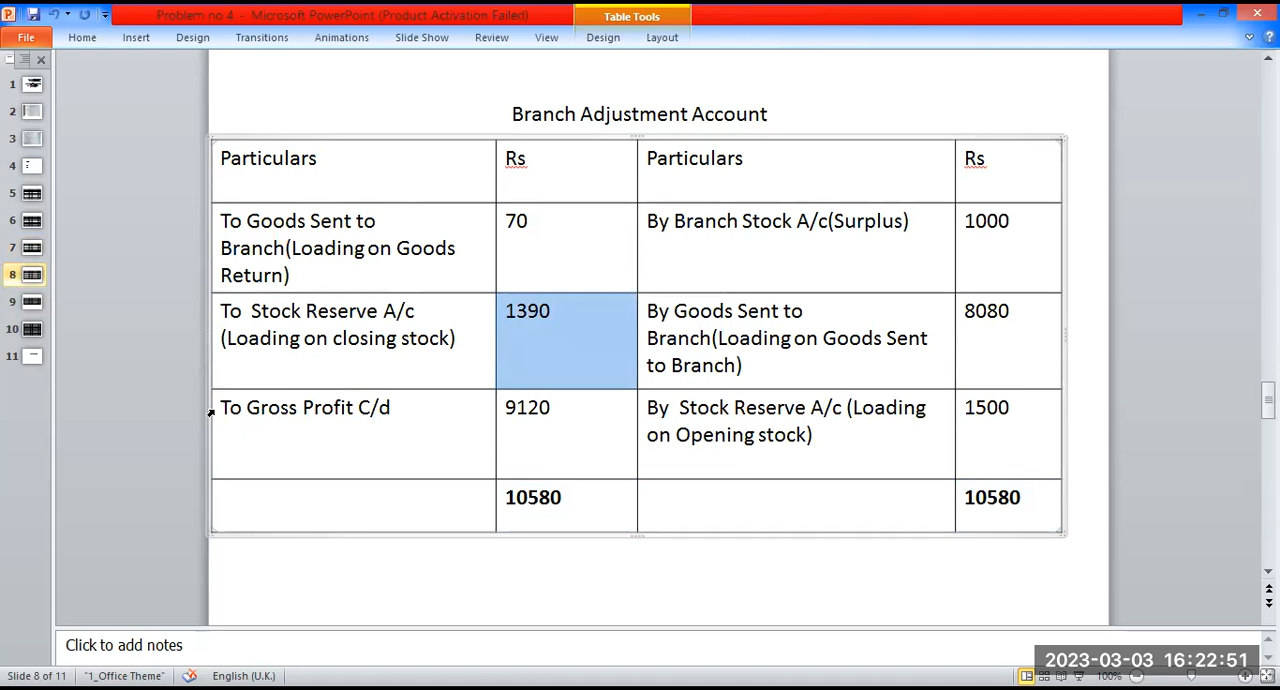 Problem no 4 - Microsoft PowerPoint (Product Activation Failed)
Table Tools
File Home Insert Design Transitions Animations Slide Show Review View Design Layout
1
2
3
4
5
6
7
8
9
10
11
Branch Adjustment Account
Particulars Rs Particulars Rs
To Goods Sent to 70 By Branch Stock A/c(Surplus) 1000
Branch(Loading on Goods
Return)
To Stock Reserve A/c 1390 By Goods Sent to 8080
(Loading on closing stock) Branch(Loading on Goods Sent
to Branch)
To Gross Profit C/d 9120 By Stock Reserve A/c (Loading 1500
on Opening stock)
10580 10580
Click to add notes
2023-03-03 16:22:51
Slide 8 of 11 "1_Office Theme" English (U.K.) 100%